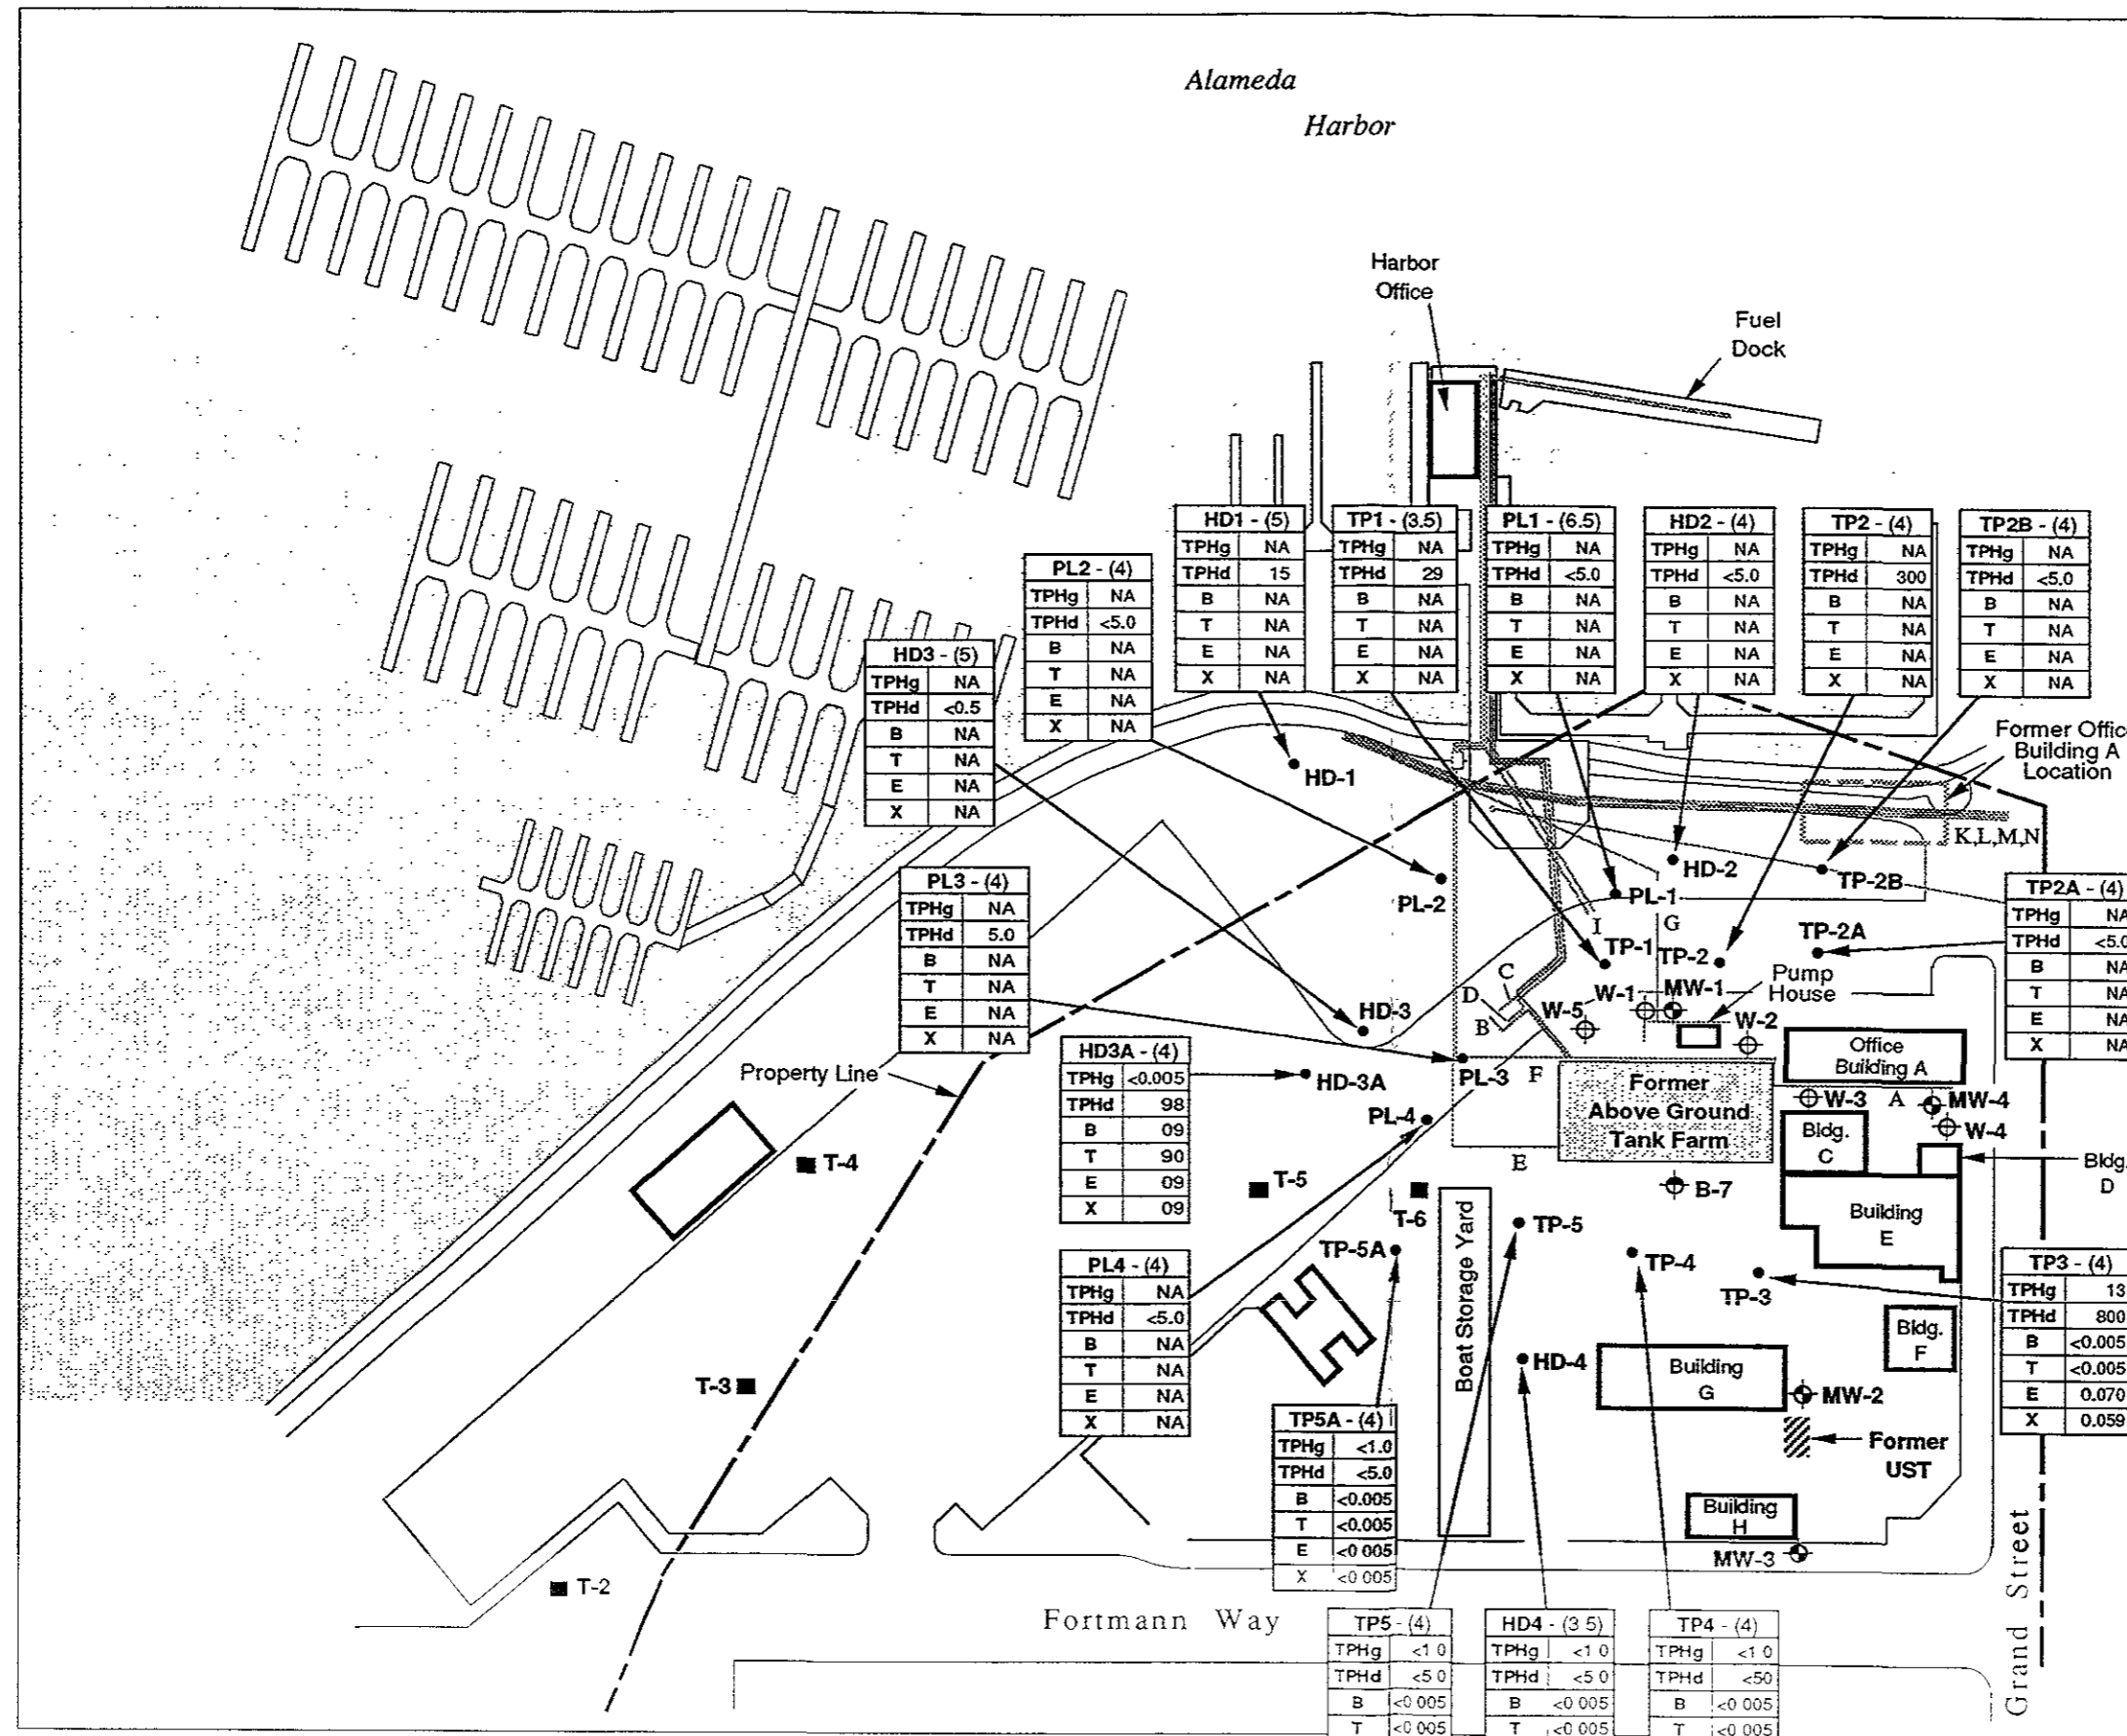 Alameda
Harbor
Harbor
Office
Fuel
Dock
HD1 - (5)
TPHg NA
TPHd 15
B NA
T NA
E NA
X NA
TP1 - (3.5)
TPHg NA
TPHd 29
B NA
T NA
E NA
X NA
PL1 - (6.5)
TPHg NA
TPHd <5.0
B NA
T NA
E NA
X NA
HD2 - (4)
TPHg NA
TPHd <5.0
B NA
T NA
E NA
X NA
TP2 - (4)
TPHg NA
TPHd 300
B NA
T NA
E NA
X NA
TP2B - (4)
TPHg NA
TPHd <5.0
B NA
T NA
E NA
X NA
PL2 - (4)
TPHg NA
TPHd <5.0
B NA
T NA
E NA
X NA
HD3 - (5)
TPHg NA
TPHd <0.5
B NA
T NA
E NA
X NA
Former Offic
Building A
Location
HD-1
K,L,M,N
HD-2
TP-2B
PL-2
PL-1
I
G
PL3 - (4)
TPHg NA
TPHd 5.0
B NA
T NA
E NA
X NA
TP2A - (4)
TPHg NA
TPHd <5.0
B NA
T NA
E NA
X NA
TP-2A
TP-1
TP-2
Pump
House
C
D
B
W-5
W-1
MW-1
W-2
HD-3
Office
Building A
HD3A - (4)
TPHg <0.005
TPHd 98
B 09
T 90
E 09
X 09
Property Line
HD-3A
PL-3
F
Former
Above Ground
Tank Farm
W-3
A
MW-4
W-4
PL-4
Bldg.
C
E
Bldg.
D
T-4
T-5
T-6
B-7
Building
E
TP-5
TP-5A
TP-4
TP-3
PL4 - (4)
TPHg NA
TPHd <5.0
B NA
T NA
E NA
X NA
TP3 - (4)
TPHg 13
TPHd 800
B <0.005
T <0.005
E 0.070
X 0.059
Boat Storage Yard
Bldg.
F
HD-4
Building
G
T-3
MW-2
TP5A - (4)
TPHg <1.0
TPHd <5.0
B <0.005
T <0.005
E <0 005
X <0 005
Former
UST
Building
H
MW-3
T-2
Grand Street
Fortmann Way
TP5 - (4)
TPHg <1 0
TPHd <5 0
B <0 005
T <0 005
HD4 - (3 5)
TPHg <1 0
TPHd <5 0
B <0 005
T <0 005
TP4 - (4)
TPHg <1 0
TPHd <50
B <0 005
T <0 005